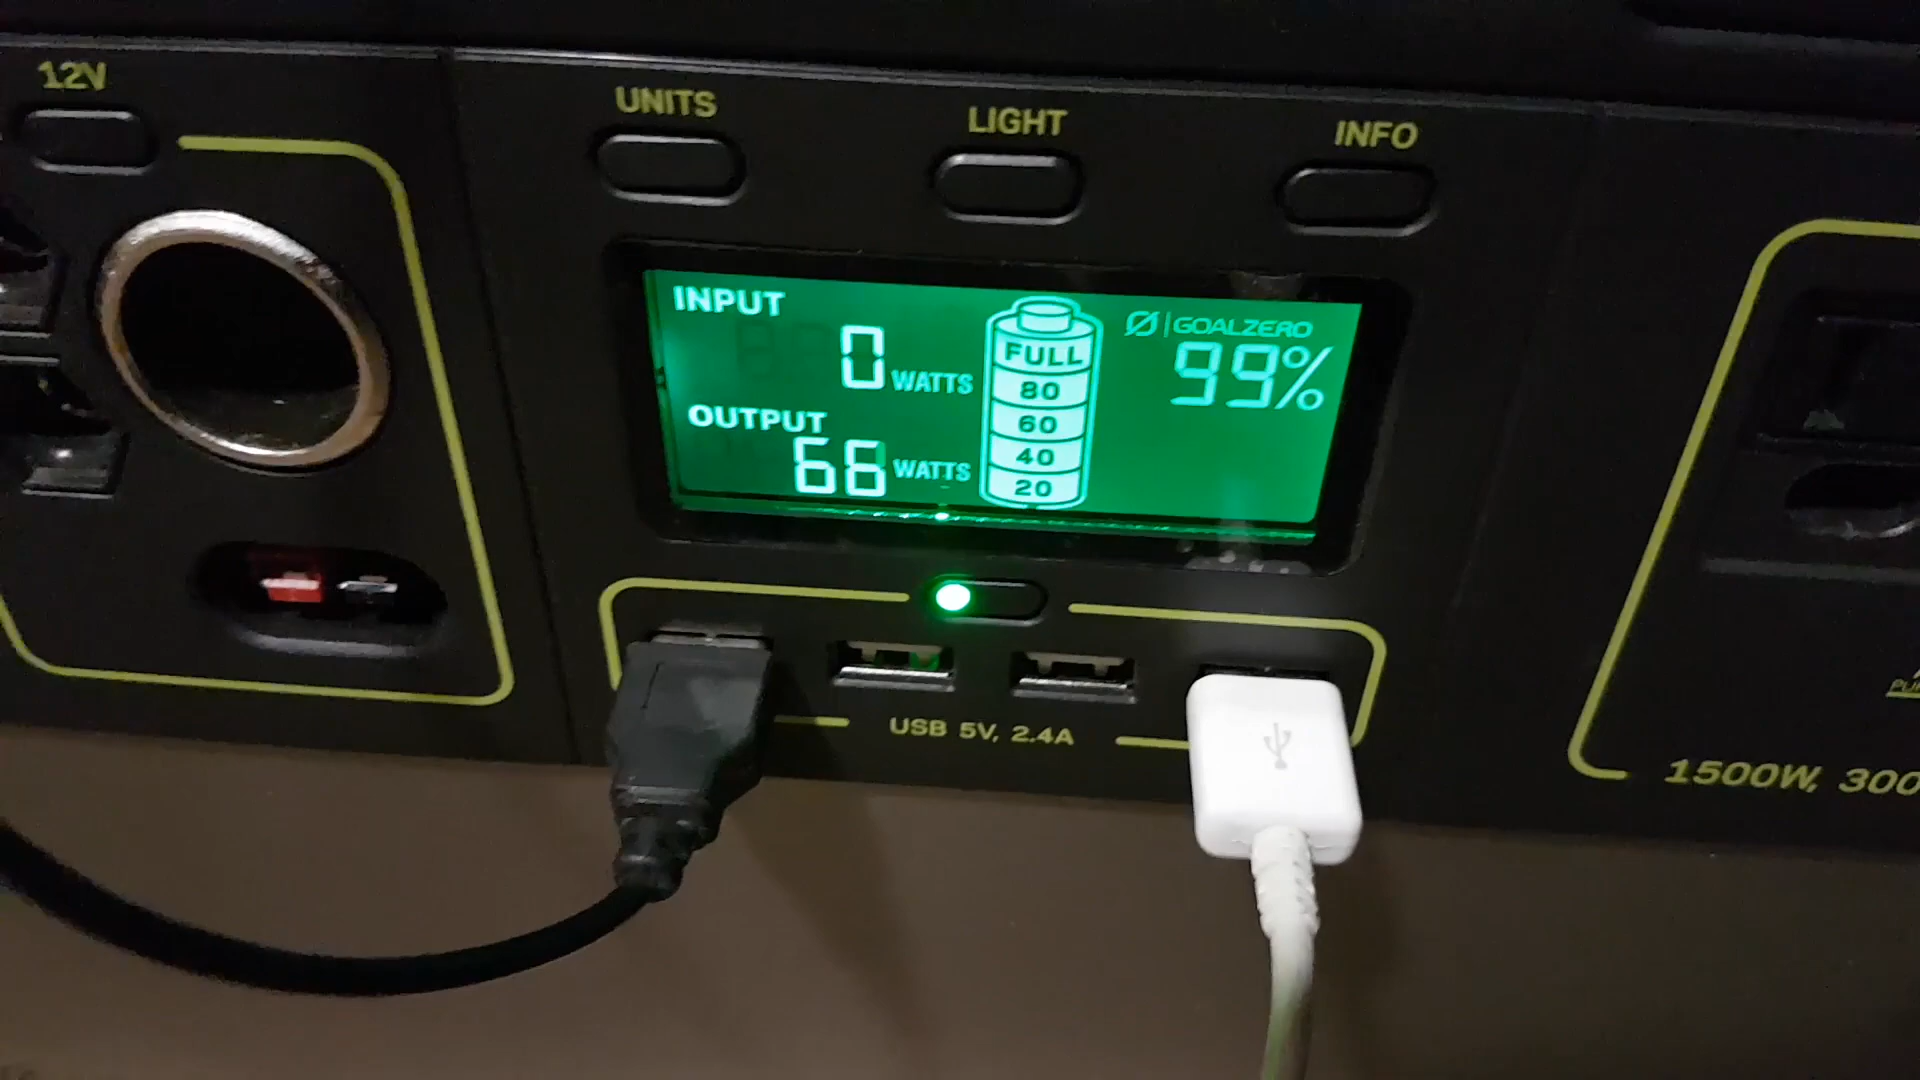 12V
UNITS
LIGHT
INFO
INPUT
0 WATTS
OUTPUT
66 WATTS
FULL
80
60
40
20
GOALZERO
99%
USB 5V, 2.4A
1500W, 300